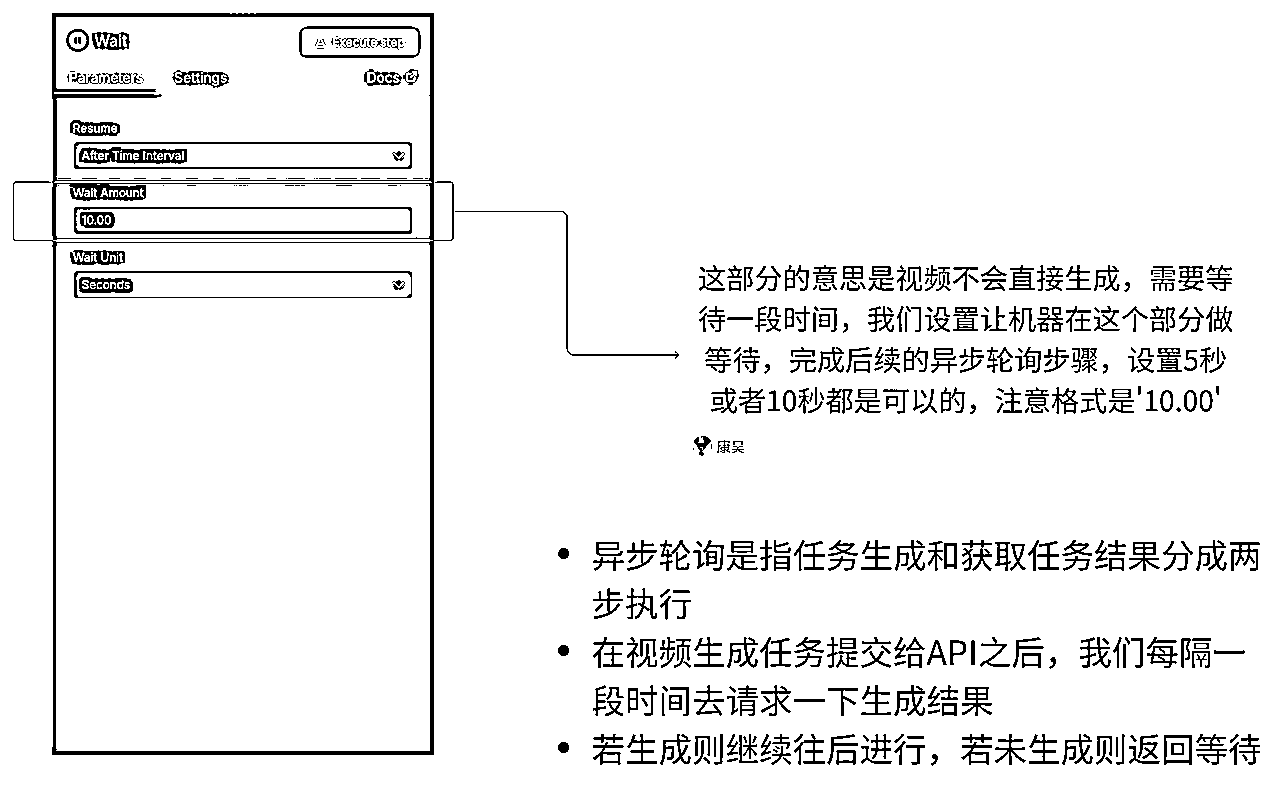 Wait
Execute step
Parameters
Settings
Docs
Resume
After Time Interval
Wait Amount
10.00
Wait Unit
Seconds
这部分的意思是视频不会直接生成，需要等
待一段时间，我们设置让机器在这个部分做
等待，完成后续的异步轮询步骤，设置5秒
或者10秒都是可以的，注意格式是'10.00'
康吴
• 异步轮询是指任务生成和获取任务结果分成两
步执行
• 在视频生成任务提交给API之后，我们每隔一
段时间去请求一下生成结果
• 若生成则继续往后进行，若未生成则返回等待